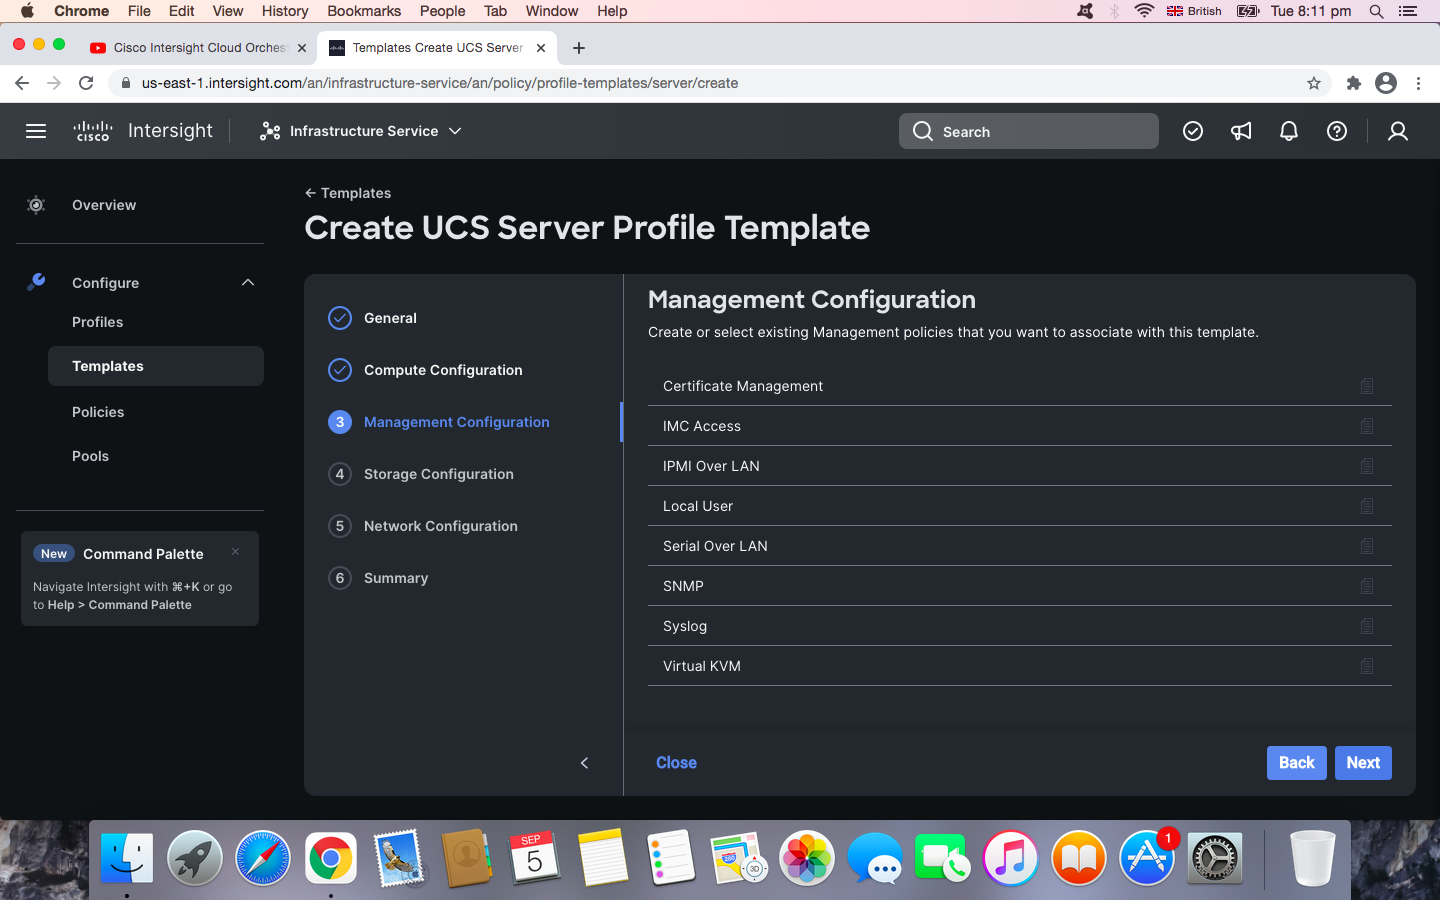 Chrome File Edit View History Bookmarks People Tab Window Help British Tue 8:11 pm
Cisco Intersight Cloud Orchest
Templates Create UCS Server
us-east-1.intersight.com/an/infrastructure-service/an/policy/profile-templates/server/create
CISCO Intersight
Infrastructure Service
Search
Overview
Configure
Profiles
Templates
Policies
Pools
New Command Palette
Navigate Intersight with ⌘+K or go
to Help > Command Palette
← Templates
Create UCS Server Profile Template
General
Compute Configuration
3 Management Configuration
4 Storage Configuration
5 Network Configuration
6 Summary
Management Configuration
Create or select existing Management policies that you want to associate with this template.
Certificate Management
IMC Access
IPMI Over LAN
Local User
Serial Over LAN
SNMP
Syslog
Virtual KVM
Close
Back
Next
SEP
5
280
3D
1